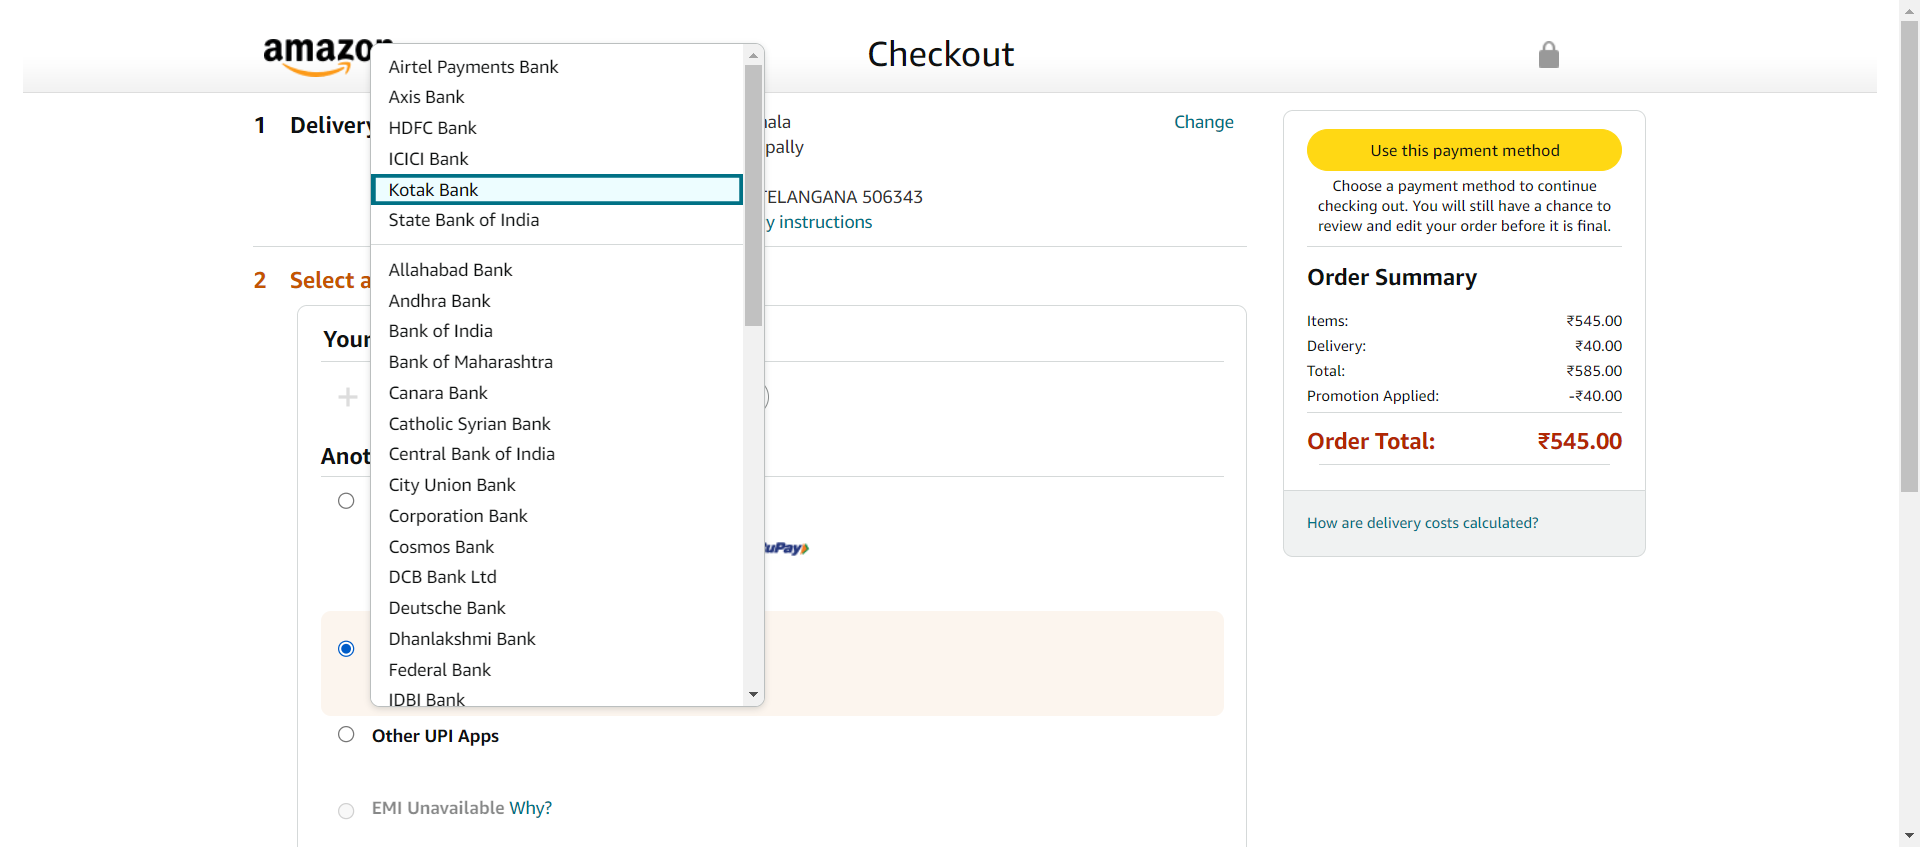 amazon
Checkout
1 Delivery
Change
TELANGANA 506343
y instructions
Airtel Payments Bank
Axis Bank
HDFC Bank
ICICI Bank
Kotak Bank
State Bank of India
Allahabad Bank
Andhra Bank
Bank of India
Bank of Maharashtra
Canara Bank
Catholic Syrian Bank
Central Bank of India
City Union Bank
Corporation Bank
Cosmos Bank
DCB Bank Ltd
Deutsche Bank
Dhanlakshmi Bank
Federal Bank
IDBI Bank
2 Select a
Your
Other UPI Apps
EMI Unavailable Why?
Use this payment method
Choose a payment method to continue
checking out. You will still have a chance to
review and edit your order before it is final.
Order Summary
Items: ₹545.00
Delivery: ₹40.00
Total: ₹585.00
Promotion Applied: -₹40.00
Order Total: ₹545.00
How are delivery costs calculated?